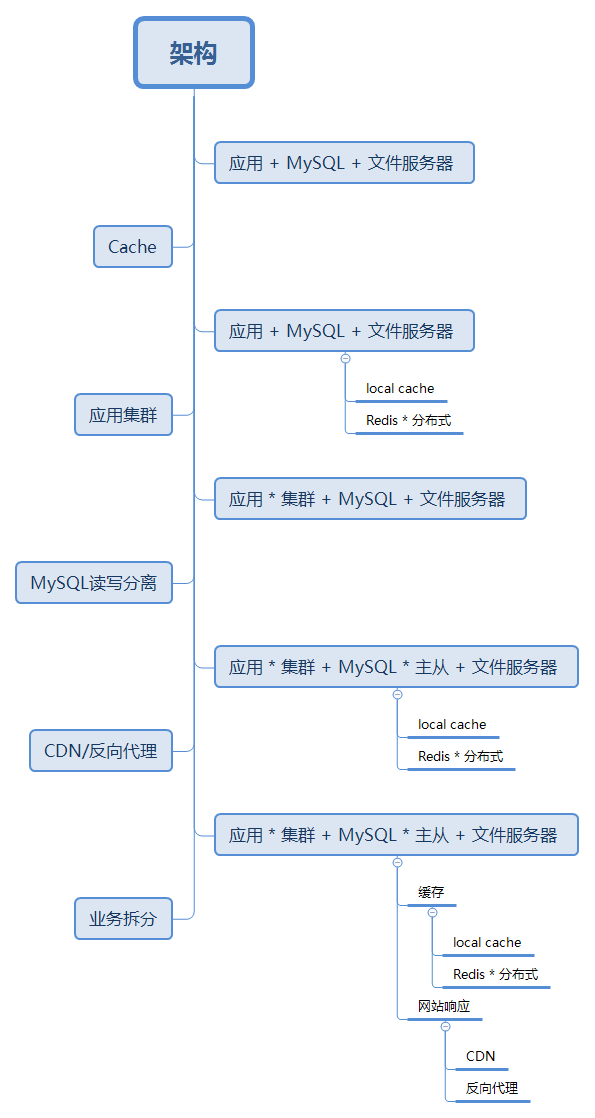 架构
应用 + MySQL + 文件服务器
Cache
应用 + MySQL + 文件服务器
local cache
Redis * 分布式
应用集群
应用 * 集群 + MySQL + 文件服务器
MySQL读写分离
应用 * 集群 + MySQL * 主从 + 文件服务器
local cache
Redis * 分布式
CDN/反向代理
应用 * 集群 + MySQL * 主从 + 文件服务器
缓存
local cache
Redis * 分布式
网站响应
CDN
反向代理
业务拆分